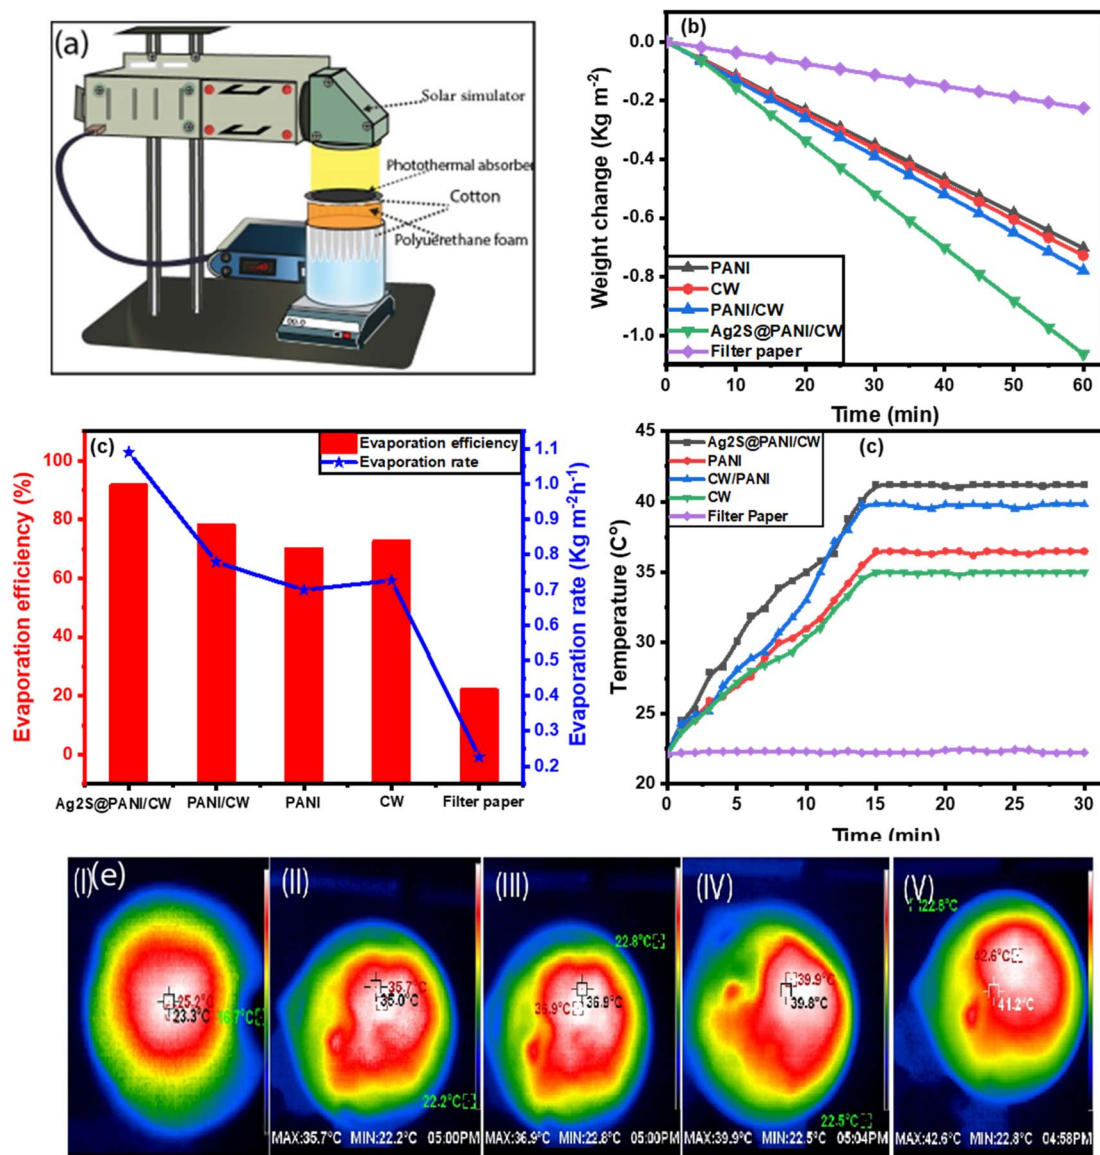 (a)
Solar simulator
Photothermal absorber
Cotton
Polyuerethane foam
(b)
Weight change (Kg m-2)
0.0
-0.2
-0.4
-0.6
-0.8
-1.0
PANI
CW
PANI/CW
Ag2S@PANI/CW
Filter paper
0 10 20 30 40 50 60
Time (min)
(c)
Evaporation efficiency
Evaporation rate
Evaporation efficiency (%)
100
80
60
40
20
0
Evaporation rate (Kg m-2h-1)
1.1
1.0
0.9
0.8
0.7
0.6
0.5
0.4
0.3
0.2
Ag2S@PANI/CW PANI/CW PANI CW Filter paper
(c)
Temperature (C°)
45
40
35
30
25
20
Ag2S@PANI/CW
PANI
CW/PANI
CW
Filter Paper
0 5 10 15 20 25 30
Time (min)
(e)
(I)
25.2°C
23.3°C
(II)
35.7°C
35.0°C
22.2°C
MAX:35.7°C MIN:22.2°C 05:00PM
(III)
22.8°C
36.9°C
36.9°C
MAX:36.9°C MIN:22.8°C 05:00PM
(IV)
39.9°C
39.8°C
22.5°C
MAX:39.9°C MIN:22.5°C 05:04PM
(V)
22.8°C
42.6°C
41.2°C
MAX:42.6°C MIN:22.8°C 04:58PM